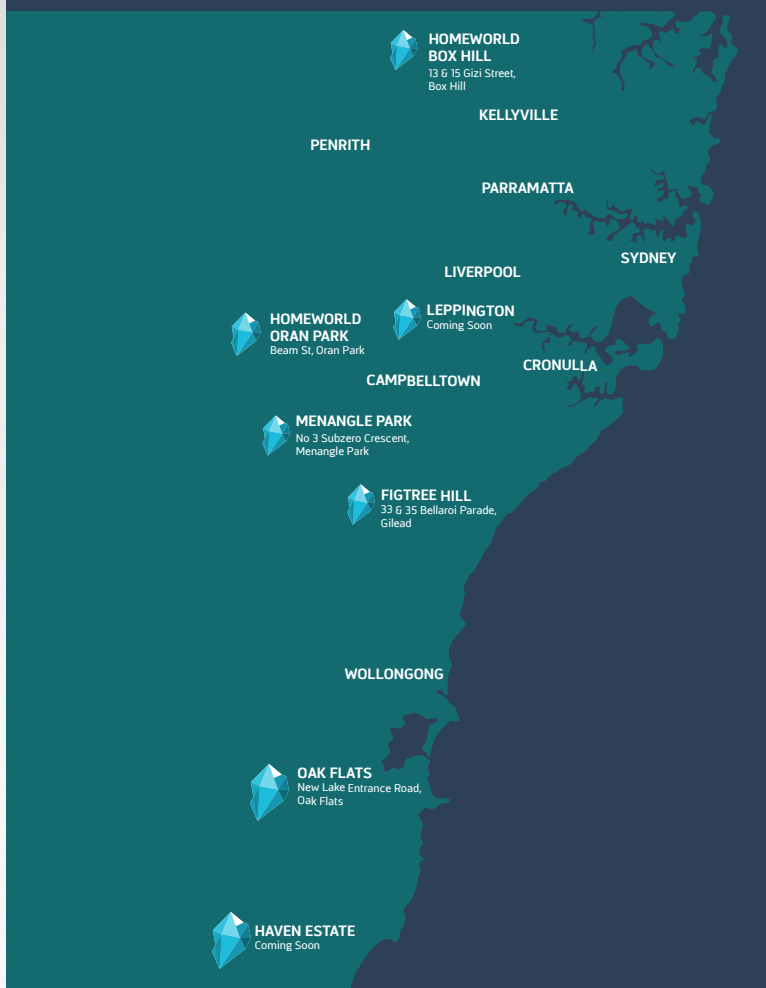 HOMEWORLD
BOX HILL
13 & 15 Gizi Street,
Box Hill
KELLYVILLE
PENRITH
PARRAMATTA
SYDNEY
LIVERPOOL
LEPPINGTON
Coming Soon
HOMEWORLD
ORAN PARK
Beam St, Oran Park
CRONULLA
CAMPBELLTOWN
MENANGLE PARK
No 3 Subzero Crescent,
Menangle Park
FIGTREE HILL
33 & 35 Bellaroi Parade,
Gilead
WOLLONGONG
OAK FLATS
New Lake Entrance Road,
Oak Flats
HAVEN ESTATE
Coming Soon